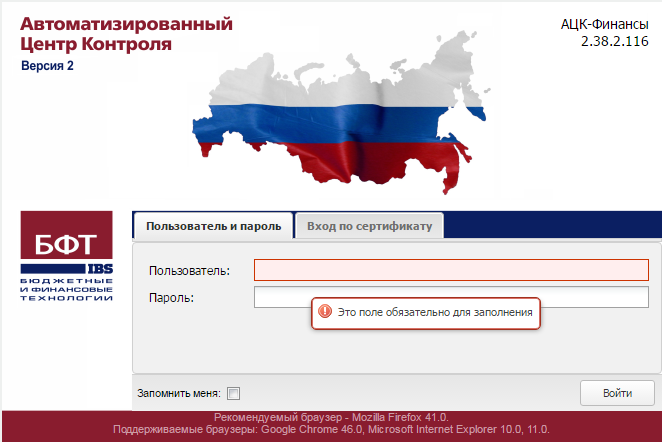 Автоматизированный
Центр Контроля
Версия 2
АЦК-Финансы
2.38.2.116
БФТ
IBS
БЮДЖЕТНЫЕ
И ФИНАНСОВЫЕ
ТЕХНОЛОГИИ
Пользователь и пароль
Вход по сертификату
Пользователь:
Пароль:
Это поле обязательно для заполнения
Запомнить меня:
Войти
Рекомендуемый браузер - Mozilla Firefox 41.0.
Поддерживаемые браузеры: Google Chrome 46.0, Microsoft Internet Explorer 10.0, 11.0.